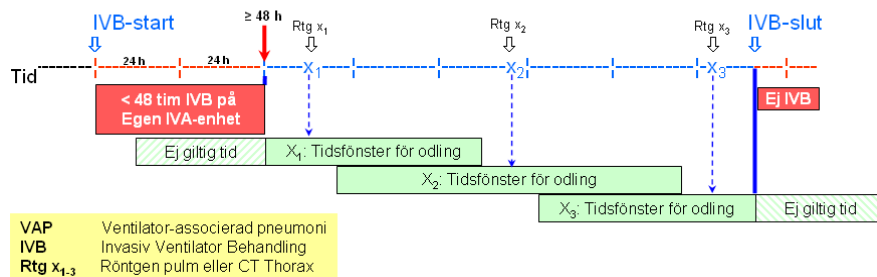 IVB-start
≥ 48 h
Rtg x1
Rtg x2
Rtg x3
IVB-slut
24 h
24 h
Tid
X1
X2
X3
< 48 tim IVB på
Egen IVA-enhet
Ej IVB
Ej giltig tid
X1: Tidsfönster för odling
X2: Tidsfönster för odling
X3: Tidsfönster för odling
Ej giltig tid
VAP Ventilator-associerad pneumoni
IVB Invasiv Ventilator Behandling
Rtg x1-3 Röntgen pulm eller CT Thorax